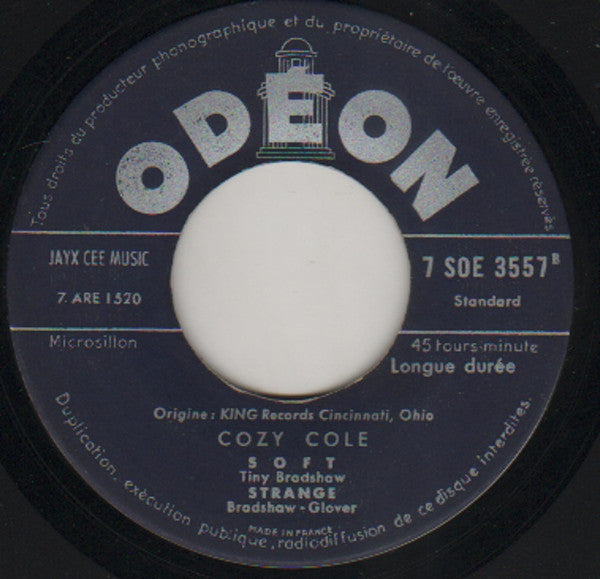 Tous droits du producteur phonographique et du propriétaire de l'œuvre enregistrée réservés
ODÉON
JAYX CEE MUSIC
7. ARE 1520
7 SOE 3557 B
Standard
Microsillon
45 tours-minute
Longue durée
Origine : KING Records Cincinnati, Ohio
COZY COLE
SOFT
Tiny Bradshaw
STRANGE
Bradshaw - Glover
MADE IN FRANCE
Duplication, exécution publique, radiodiffusion de ce disque interdites.